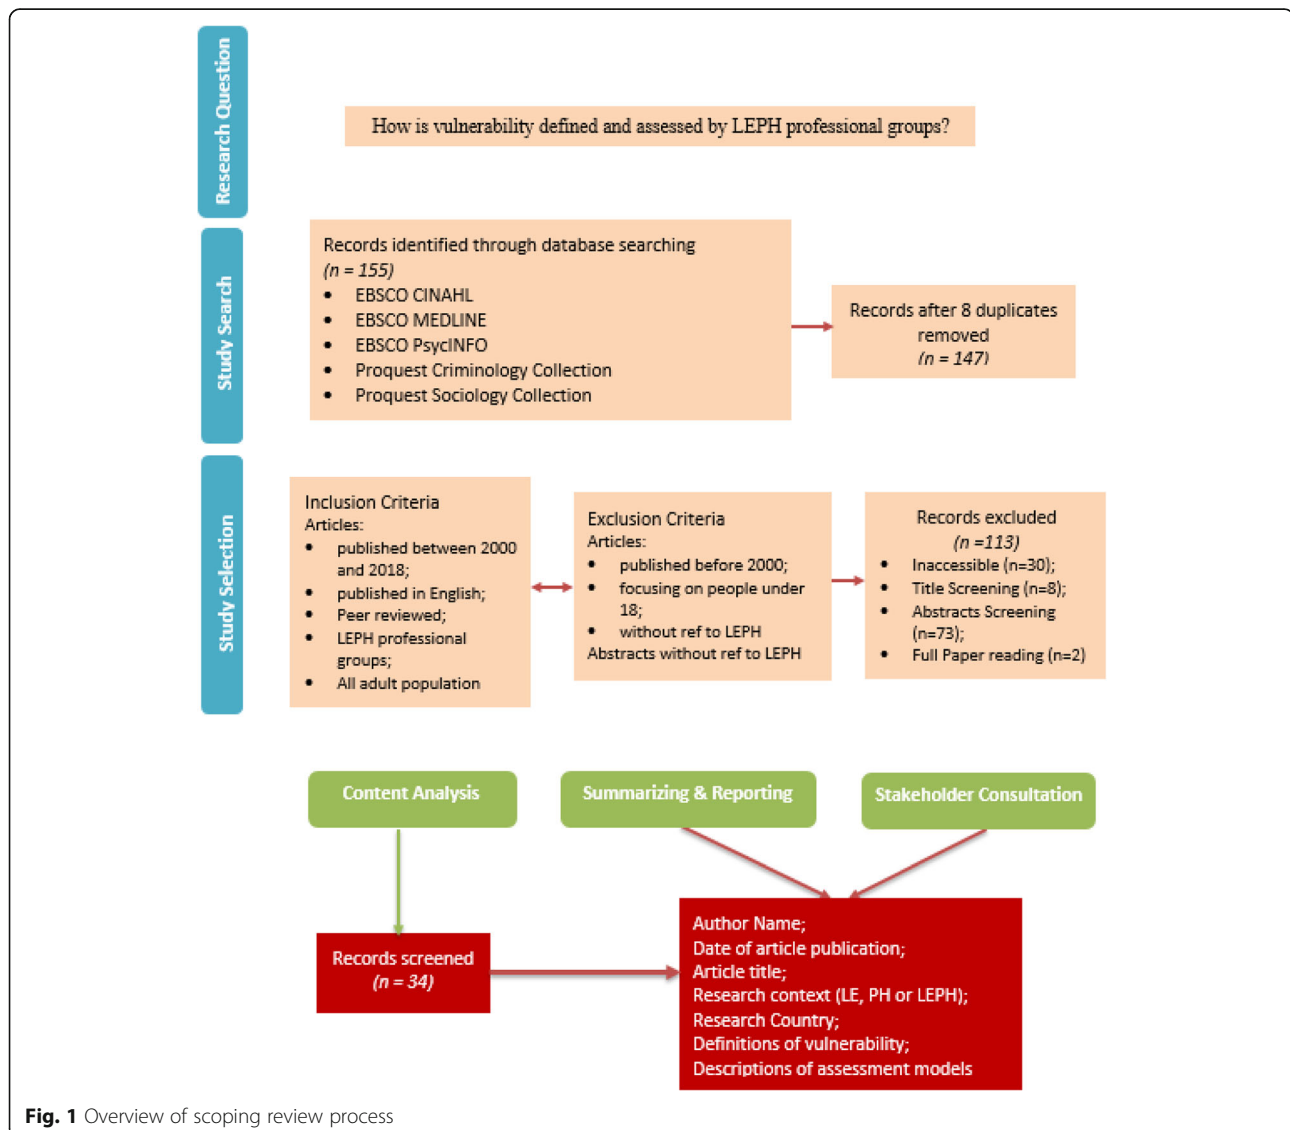 Research Question
How is vulnerability defined and assessed by LEPH professional groups?
Study Search
Records identified through database searching
(n = 155)
• EBSCO CINAHL
• EBSCO MEDLINE
• EBSCO PsycINFO
• Proquest Criminology Collection
• Proquest Sociology Collection
Records after 8 duplicates
removed
(n = 147)
Study Selection
Inclusion Criteria
Articles:
• published between 2000
and 2018;
• published in English;
• Peer reviewed;
• LEPH professional
groups;
• All adult population
Exclusion Criteria
Articles:
• published before 2000;
• focusing on people under
18;
• without ref to LEPH
Abstracts without ref to LEPH
Records excluded
(n =113)
• Inaccessible (n=30);
• Title Screening (n=8);
• Abstracts Screening
(n=73);
• Full Paper reading (n=2)
Content Analysis
Summarizing & Reporting
Stakeholder Consultation
Records screened
(n = 34)
Author Name;
Date of article publication;
Article title;
Research context (LE, PH or LEPH);
Research Country;
Definitions of vulnerability;
Descriptions of assessment models
Fig. 1 Overview of scoping review process